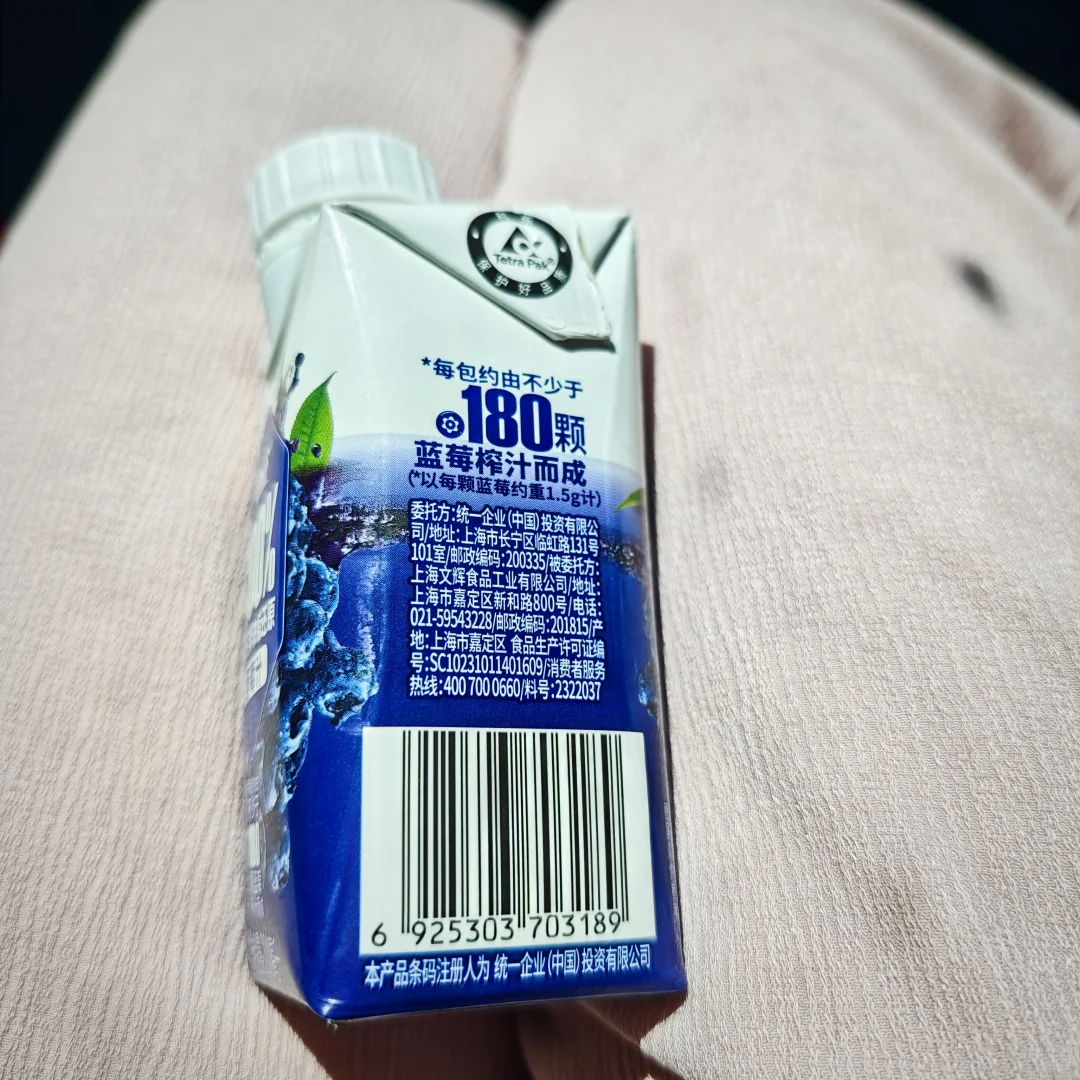 Tetra Pak®
保护好品质
*每包约由不少于
180颗
蓝莓榨汁而成
(*以每颗蓝莓约重1.5g计)
委托方:统一企业(中国)投资有限公
司/地址:上海市长宁区临虹路131号
101室/邮政编码:200335/被委托方:
上海文辉食品工业有限公司/地址:
上海市嘉定区新和路800号/电话:
021-59543228/邮政编码:201815/产
地:上海市嘉定区 食品生产许可证编
号:SC10231011401609/消费者服务
热线:400 700 0660/料号:2322037
6 925303 703189
本产品条码注册人为 统一企业(中国)投资有限公司